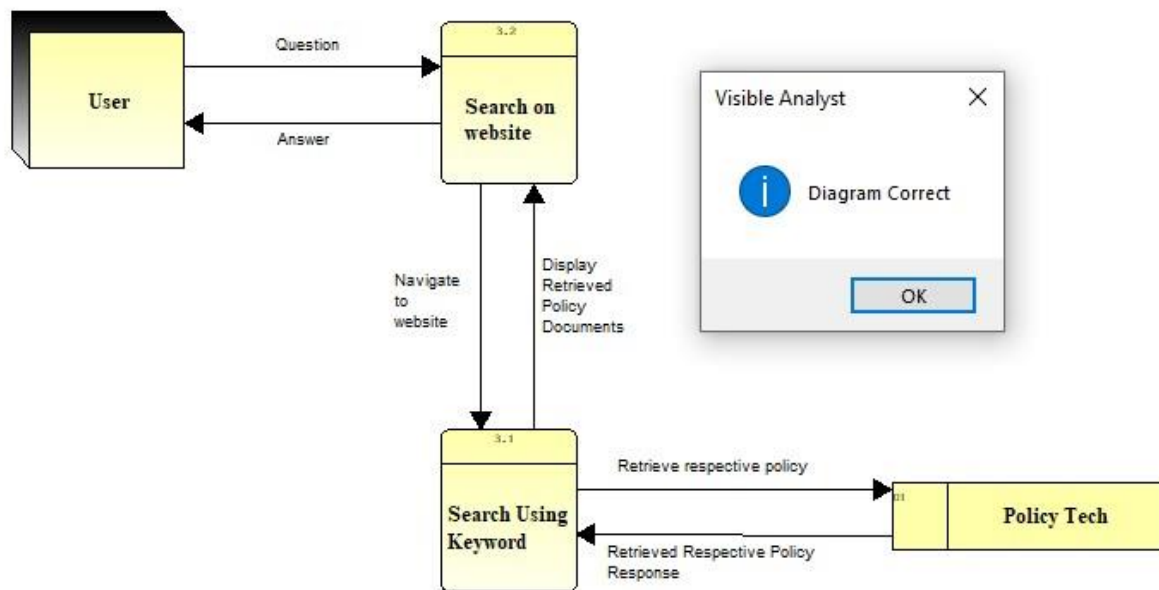 3.2
Question
User
Search on
website
Answer
Visible Analyst
Diagram Correct
OK
Navigate
to
website
Display
Retrieved
Policy
Documents
3.1
Search Using
Keyword
Retrieve respective policy
D1
Policy Tech
Retrieved Respective Policy
Response